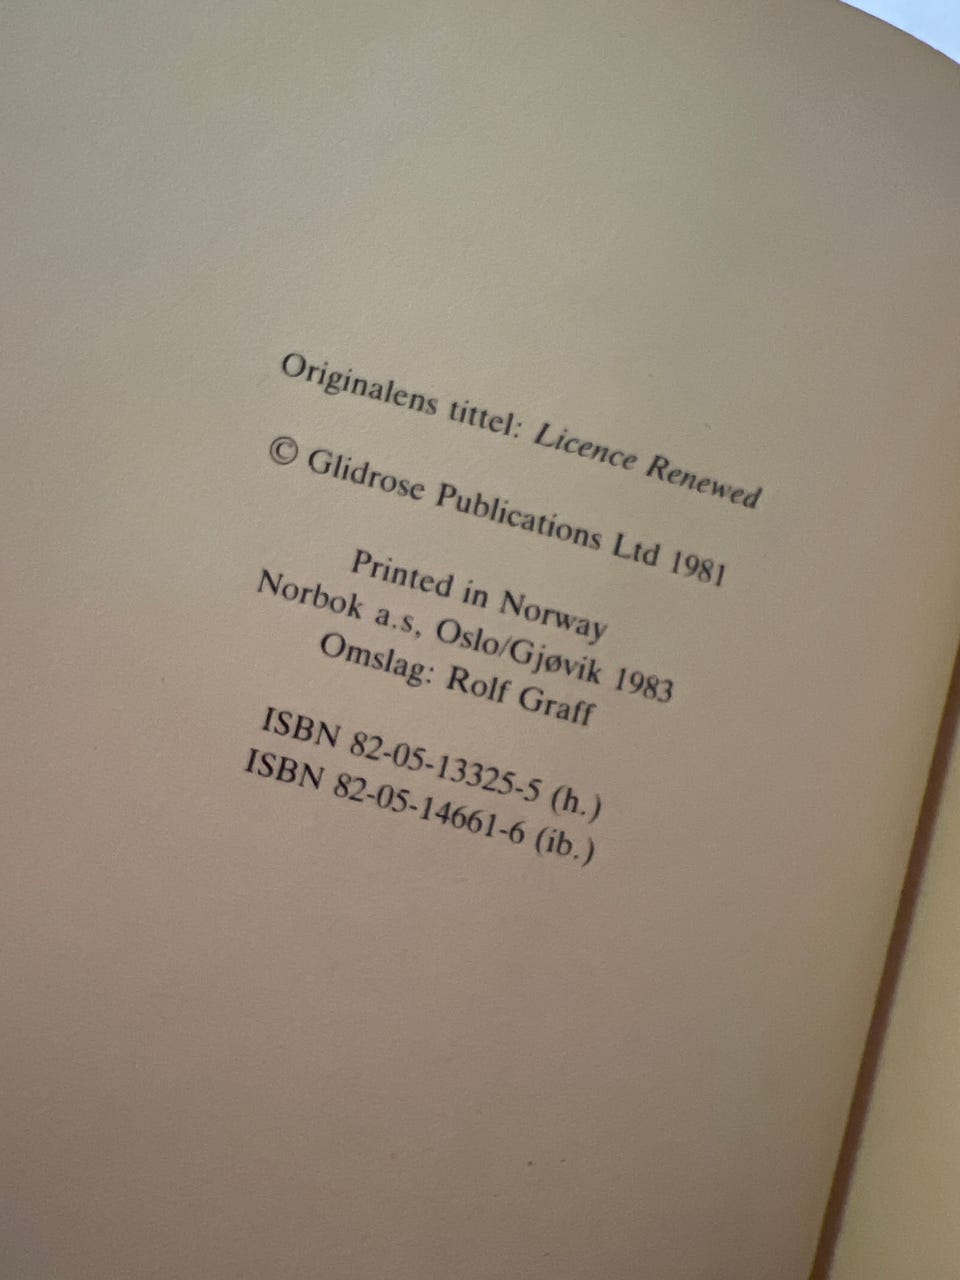 Originalens tittel: Licence Renewed
© Glidrose Publications Ltd 1981
Printed in Norway
Norbok a.s, Oslo/Gjøvik 1983
Omslag: Rolf Graff
ISBN 82-05-13325-5 (h.)
ISBN 82-05-14661-6 (ib.)